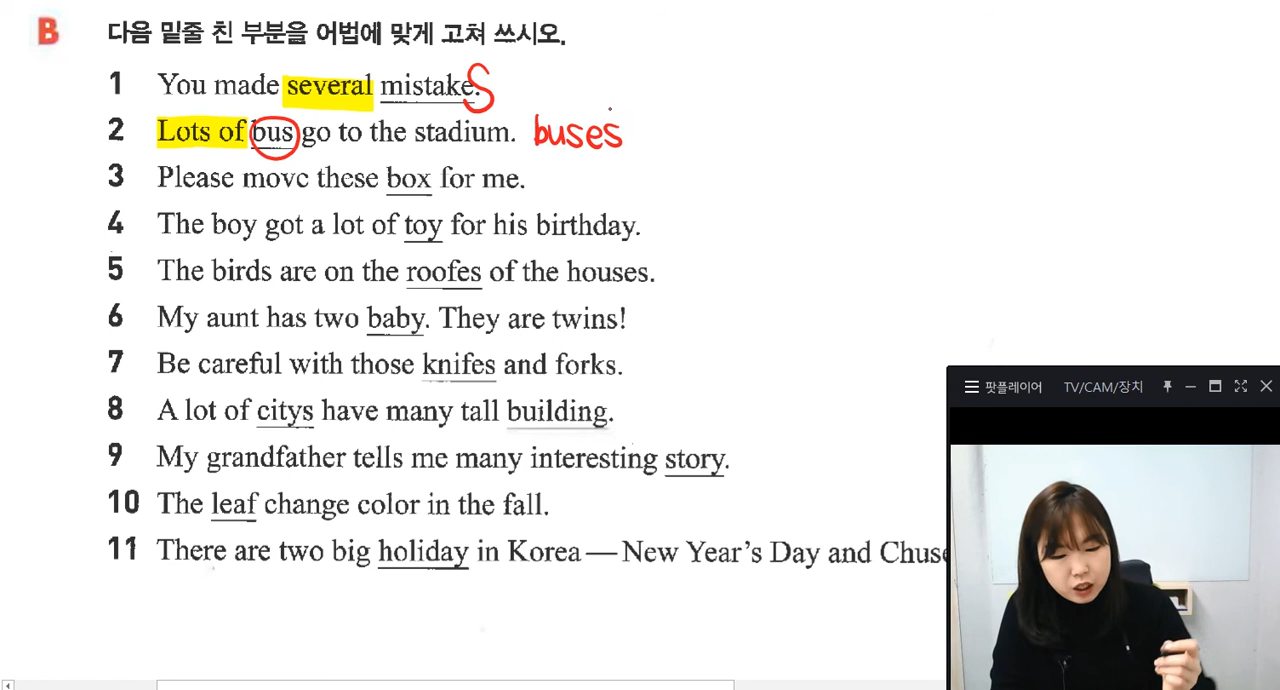 B 다음 밑줄 친 부분을 어법에 맞게 고쳐 쓰시오.
1 You made several mistake. S
2 Lots of bus go to the stadium. buses
3 Please move these box for me.
4 The boy got a lot of toy for his birthday.
5 The birds are on the roofes of the houses.
6 My aunt has two baby. They are twins!
7 Be careful with those knifes and forks.
8 A lot of citys have many tall building.
9 My grandfather tells me many interesting story.
10 The leaf change color in the fall.
11 There are two big holiday in Korea — New Year's Day and Chuse
팟플레이어 TV/CAM/장치